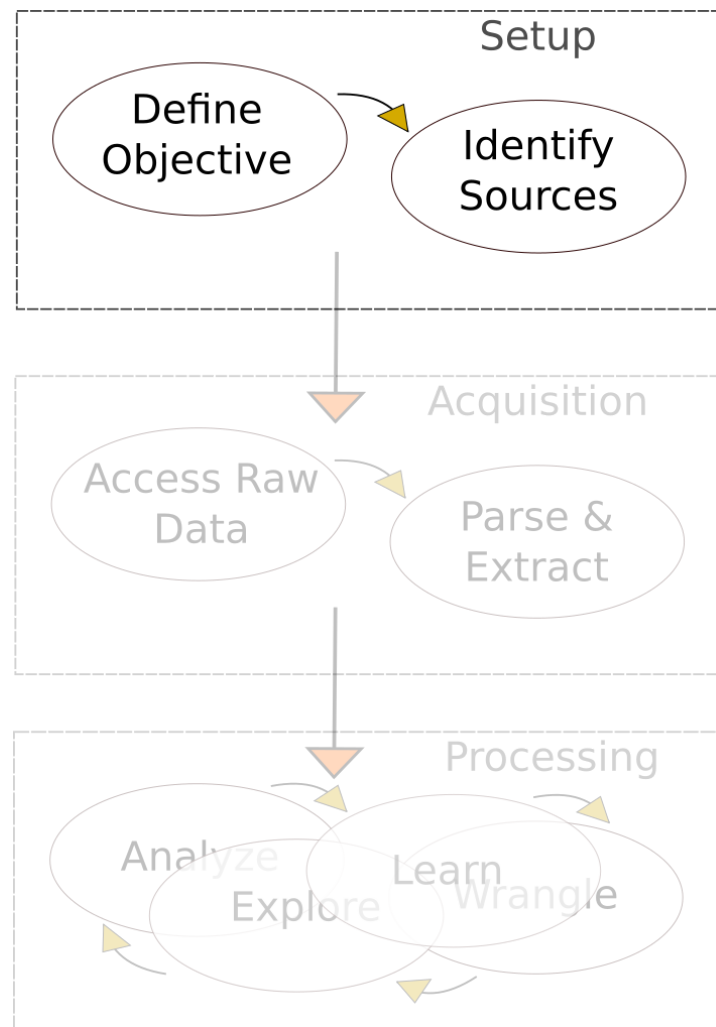 Setup
Define
Objective
Identify
Sources
Acquisition
Access Raw
Data
Parse &
Extract
Processing
Analyze
Explore
Learn
Wrangle